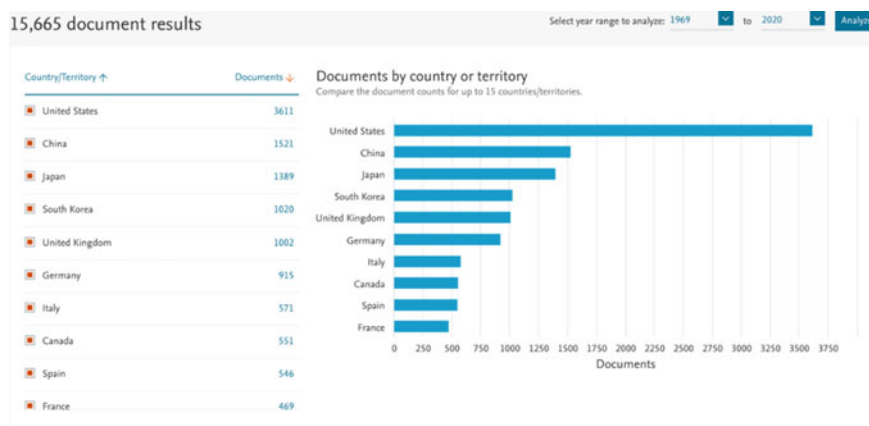 15,665 document results
Select year range to analyze: 1969 to 2020 Analyze
Country/Territory ↑ Documents ↓
United States 3611
China 1521
Japan 1389
South Korea 1020
United Kingdom 1002
Germany 915
Italy 571
Canada 551
Spain 546
France 469
Documents by country or territory
Compare the document counts for up to 15 countries/territories.
United States
China
Japan
South Korea
United Kingdom
Germany
Italy
Canada
Spain
France
0 250 500 750 1000 1250 1500 1750 2000 2250 2500 2750 3000 3250 3500 3750
Documents